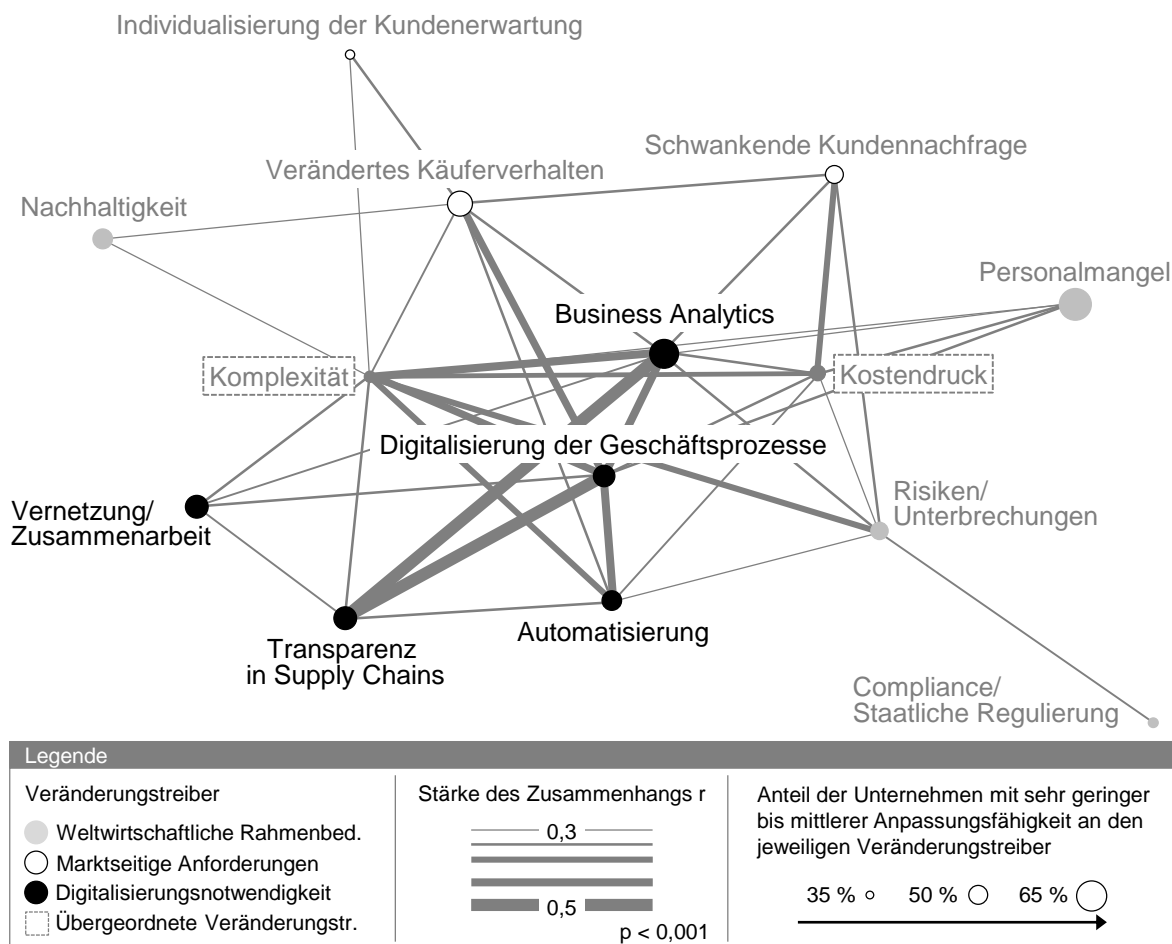 Individualisierung der Kundenerwartung
Schwankende Kundennachfrage
Verändertes Käuferverhalten
Nachhaltigkeit
Personalmangel
Business Analytics
Komplexität
Kostendruck
Digitalisierung der Geschäftsprozesse
Vernetzung/
Zusammenarbeit
Risiken/
Unterbrechungen
Automatisierung
Transparenz
in Supply Chains
Compliance/
Staatliche Regulierung
Legende
Veränderungstreiber
Weltwirtschaftliche Rahmenbed.
Marktseitige Anforderungen
Digitalisierungsnotwendigkeit
Übergeordnete Veränderungstr.
Stärke des Zusammenhangs r
0,3
0,5
p < 0,001
Anteil der Unternehmen mit sehr geringer
bis mittlerer Anpassungsfähigkeit an den
jeweiligen Veränderungstreiber
35 % 50 % 65 %